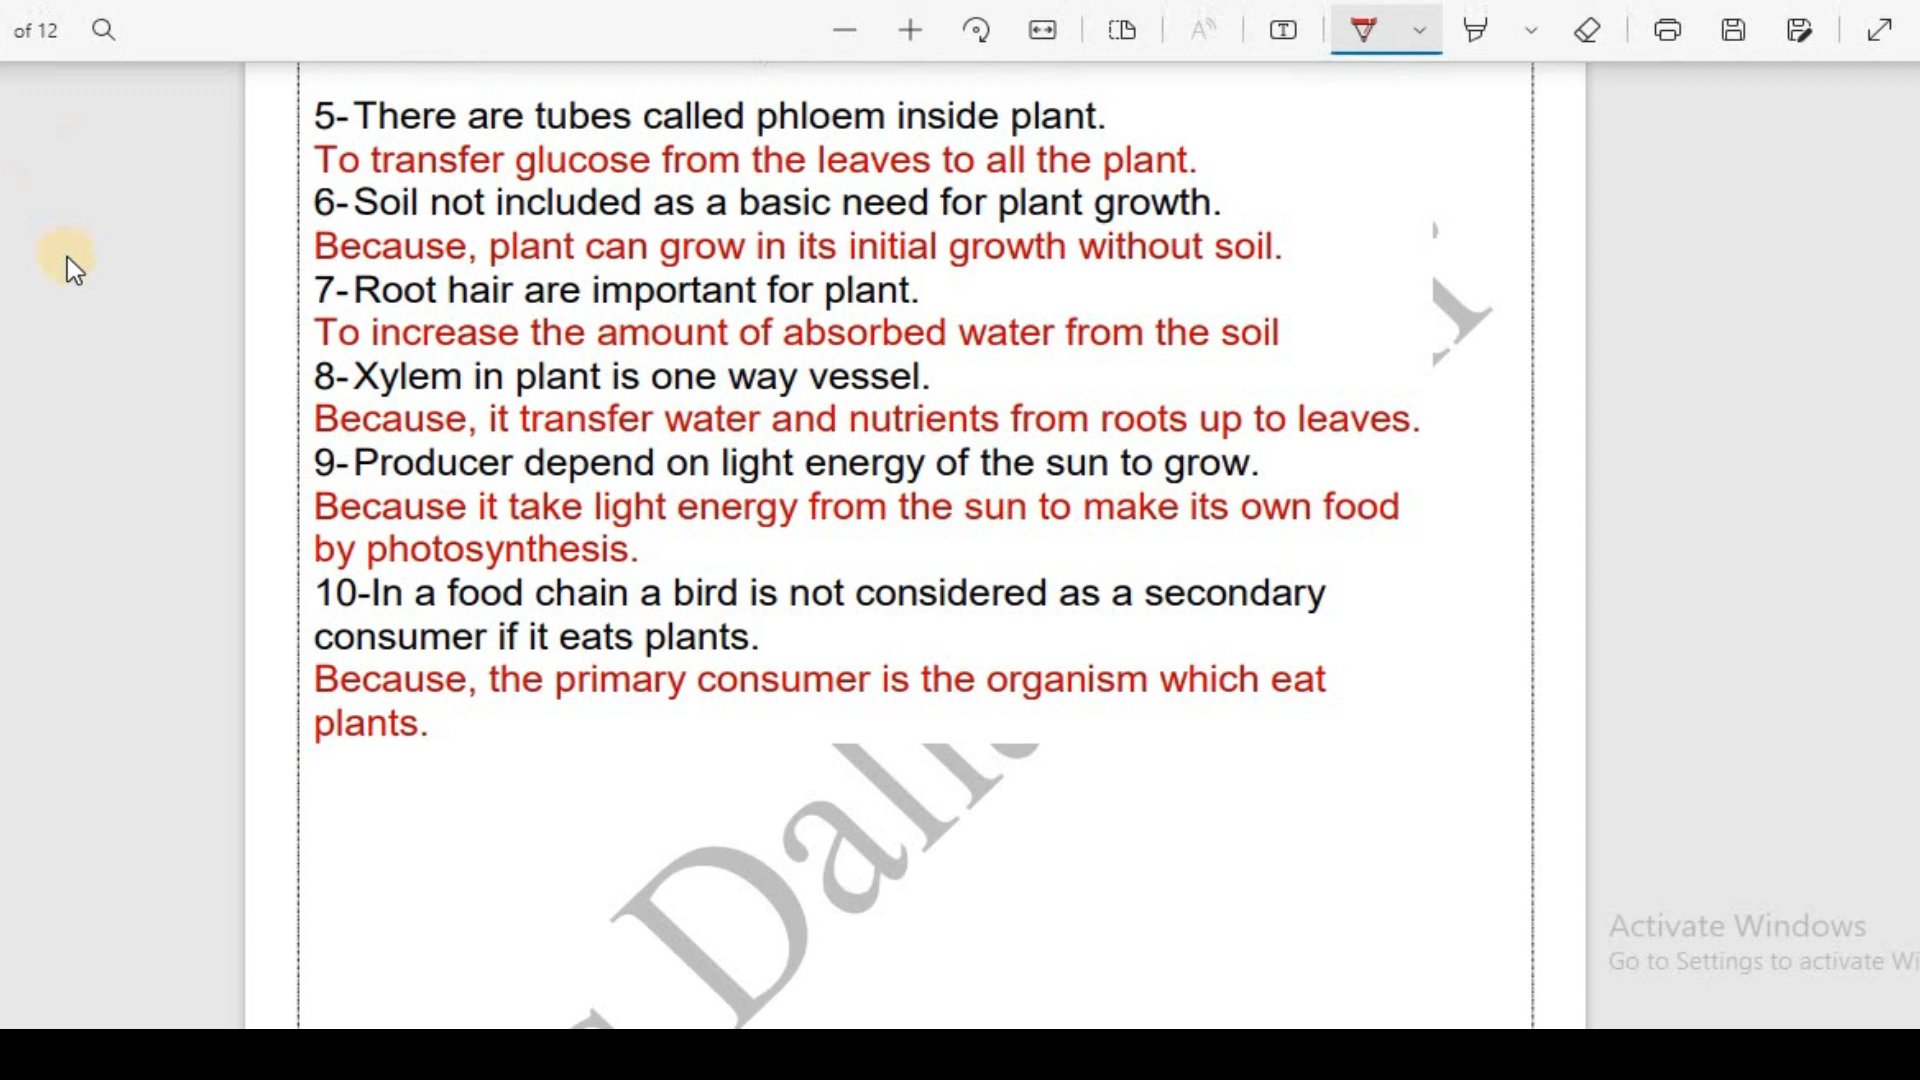 of 12
5-There are tubes called phloem inside plant.
To transfer glucose from the leaves to all the plant.
6-Soil not included as a basic need for plant growth.
Because, plant can grow in its initial growth without soil.
7-Root hair are important for plant.
To increase the amount of absorbed water from the soil
8-Xylem in plant is one way vessel.
Because, it transfer water and nutrients from roots up to leaves.
9-Producer depend on light energy of the sun to grow.
Because it take light energy from the sun to make its own food
by photosynthesis.
10-In a food chain a bird is not considered as a secondary
consumer if it eats plants.
Because, the primary consumer is the organism which eat
plants.
Activate Windows
Go to Settings to activate